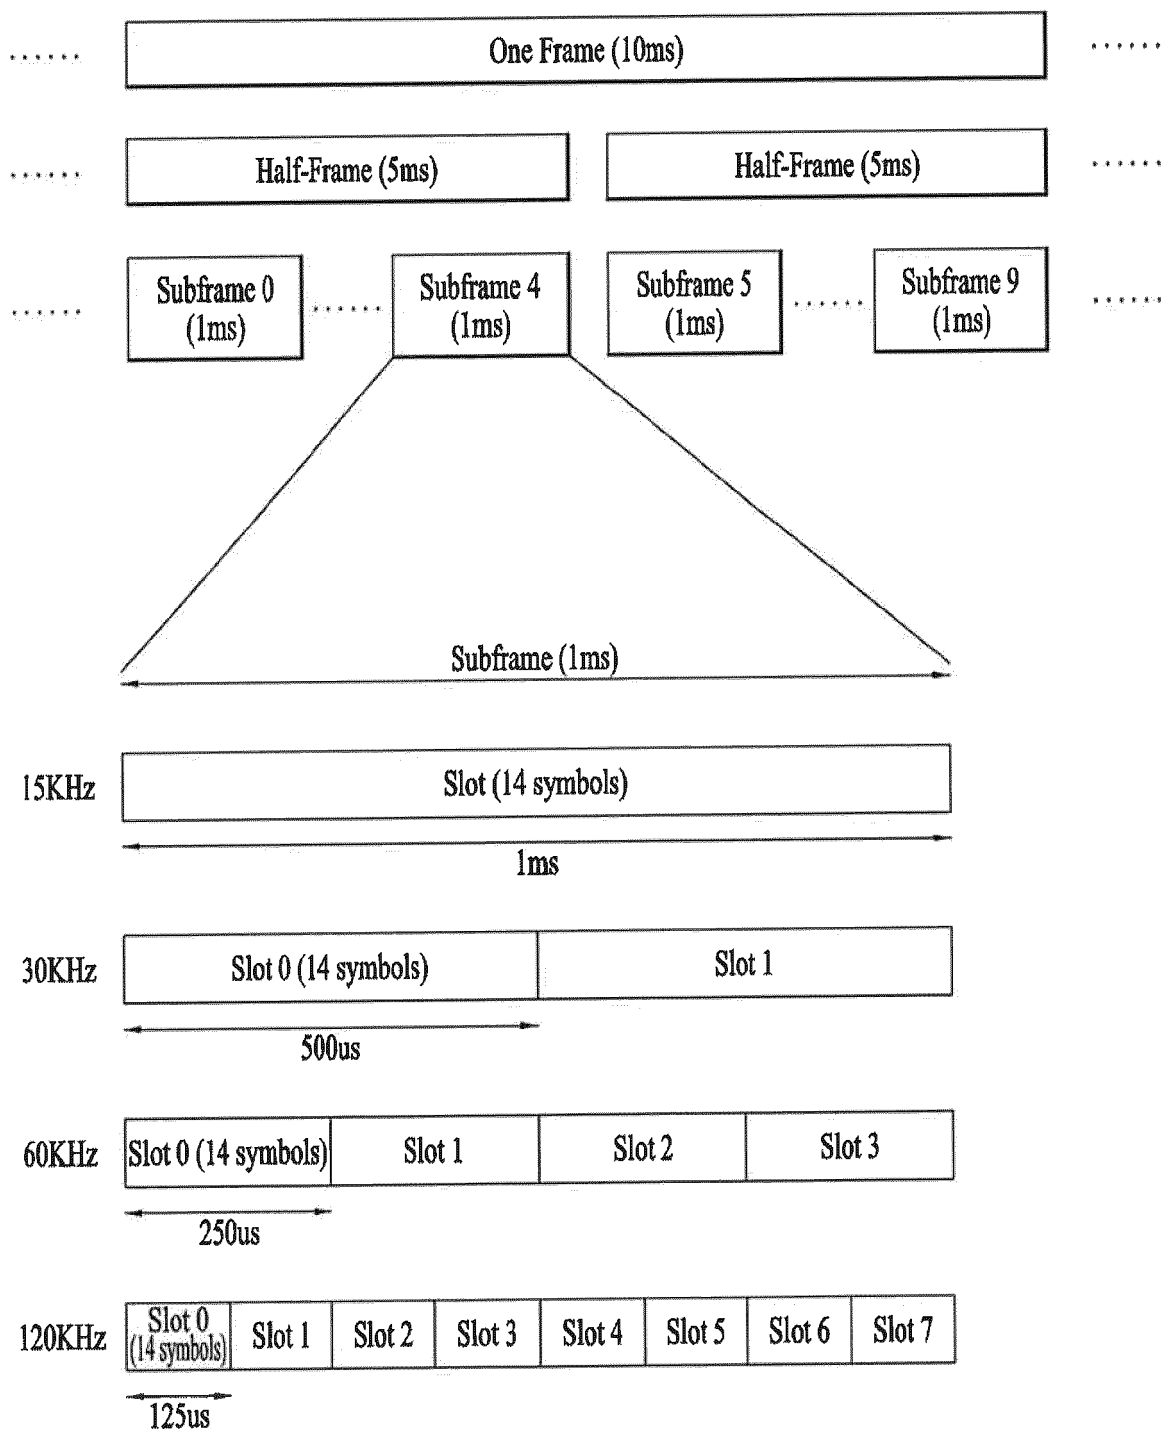 One Frame (10ms)
Half-Frame (5ms)
Half-Frame (5ms)
Subframe 0
(1ms)
Subframe 4
(1ms)
Subframe 5
(1ms)
Subframe 9
(1ms)
Subframe (1ms)
15KHz
Slot (14 symbols)
1ms
30KHz
Slot 0 (14 symbols)
Slot 1
500us
60KHz
Slot 0 (14 symbols)
Slot 1
Slot 2
Slot 3
250us
120KHz
Slot 0
(14 symbols)
Slot 1
Slot 2
Slot 3
Slot 4
Slot 5
Slot 6
Slot 7
125us